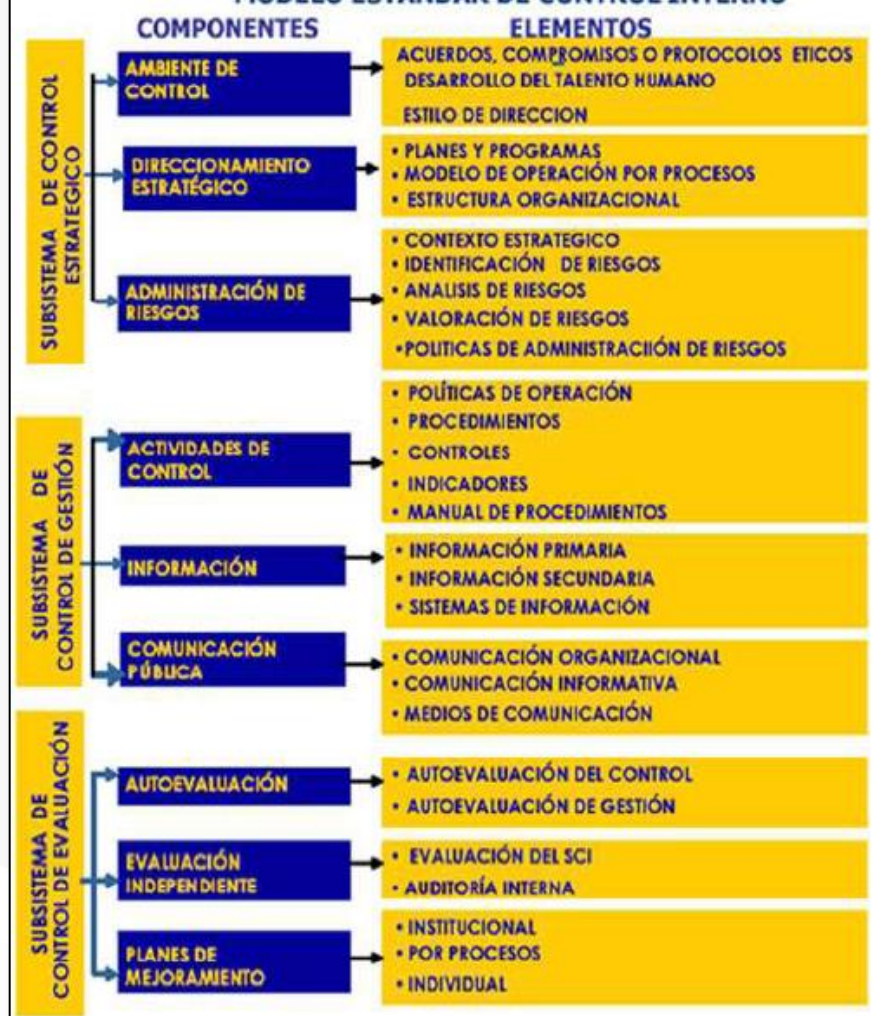 MODELO ESTANDAR DE CONTROL INTERNO
COMPONENTES
ELEMENTOS
SUBSISTEMA DE CONTROL
ESTRATEGICO
AMBIENTE DE
CONTROL
ACUERDOS, COMPROMISOS O PROTOCOLOS ETICOS
DESARROLLO DEL TALENTO HUMANO
ESTILO DE DIRECCION
DIRECCIONAMIENTO
ESTRATÉGICO
• PLANES Y PROGRAMAS
• MODELO DE OPERACIÓN POR PROCESOS
• ESTRUCTURA ORGANIZACIONAL
ADMINISTRACIÓN DE
RIESGOS
• CONTEXTO ESTRATEGICO
• IDENTIFICACIÓN DE RIESGOS
• ANALISIS DE RIESGOS
• VALORACIÓN DE RIESGOS
•POLITICAS DE ADMINISTRACIIÓN DE RIESGOS
SUBSISTEMA DE
CONTROL DE GESTIÓN
ACTIVIDADES DE
CONTROL
• POLÍTICAS DE OPERACIÓN
• PROCEDIMIENTOS
• CONTROLES
• INDICADORES
• MANUAL DE PROCEDIMIENTOS
INFORMACIÓN
• INFORMACIÓN PRIMARIA
• INFORMACIÓN SECUNDARIA
• SISTEMAS DE INFORMACIÓN
COMUNICACIÓN
PÚBLICA
• COMUNICACIÓN ORGANIZACIONAL
• COMUNICACIÓN INFORMATIVA
• MEDIOS DE COMUNICACIÓN
SUBSISTEMA DE
CONTROL DE EVALUACIÓN
AUTOEVALUACIÓN
• AUTOEVALUACIÓN DEL CONTROL
• AUTOEVALUACIÓN DE GESTIÓN
EVALUACIÓN
INDEPENDIENTE
• EVALUACIÓN DEL SCI
• AUDITORÍA INTERNA
PLANES DE
MEJORAMIENTO
• INSTITUCIONAL
• POR PROCESOS
• INDIVIDUAL